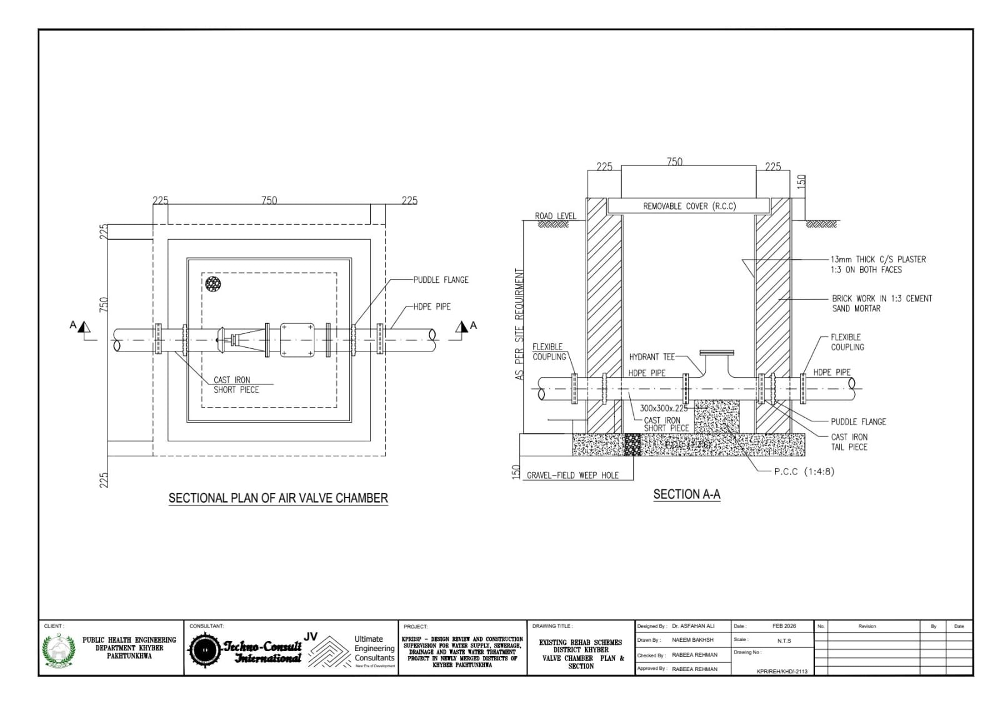 225
750
225
225
750
225
A
A
PUDDLE FLANGE
HDPE PIPE
CAST IRON
SHORT PIECE
SECTIONAL PLAN OF AIR VALVE CHAMBER
225
750
225
150
REMOVABLE COVER (R.C.C)
ROAD LEVEL
AS PER SITE REQUIRMENT
13mm THICK C/S PLASTER
1:3 ON BOTH FACES
BRICK WORK IN 1:3 CEMENT
SAND MORTAR
FLEXIBLE
COUPLING
FLEXIBLE
COUPLING
HYDRANT TEE
HDPE PIPE
HDPE PIPE
300x300x.225
CAST IRON
SHORT PIECE
PUDDLE FLANGE
CAST IRON
TAIL PIECE
150
GRAVEL-FIELD WEEP HOLE
P.C.C (1:4:8)
SECTION A-A
CLIENT :
PUBLIC HEALTH ENGINEERING
DEPARTMENT KHYBER
PAKHTUNKHWA
CONSULTANT:
Techno-Consult
International
JV
Ultimate
Engineering
Consultants
New Era of Development
PROJECT:
KPRIISP - DESIGN REVIEW AND CONSTRUCTION
SUPERVISION FOR WATER SUPPLY, SEWERAGE,
DRAINAGE AND WASTE WATER TREATMENT
PROJECT IN NEWLY MERGED DISTRICTS OF
KHYBER PAKHTUNKHWA
DRAWING TITLE :
EXISTING REHAB SCHEMES
DISTRICT KHYBER
VALVE CHAMBER PLAN &
SECTION
Designed By : Dr. ASFAHAN ALI
Drawn By : NAEEM BAKHSH
Checked By : RABEEA REHMAN
Approved By : RABEEA REHMAN
Date : FEB 2026
Scale : N.T.S
Drawing No :
KPR/REH/KHD/-2113
No. Revision By Date